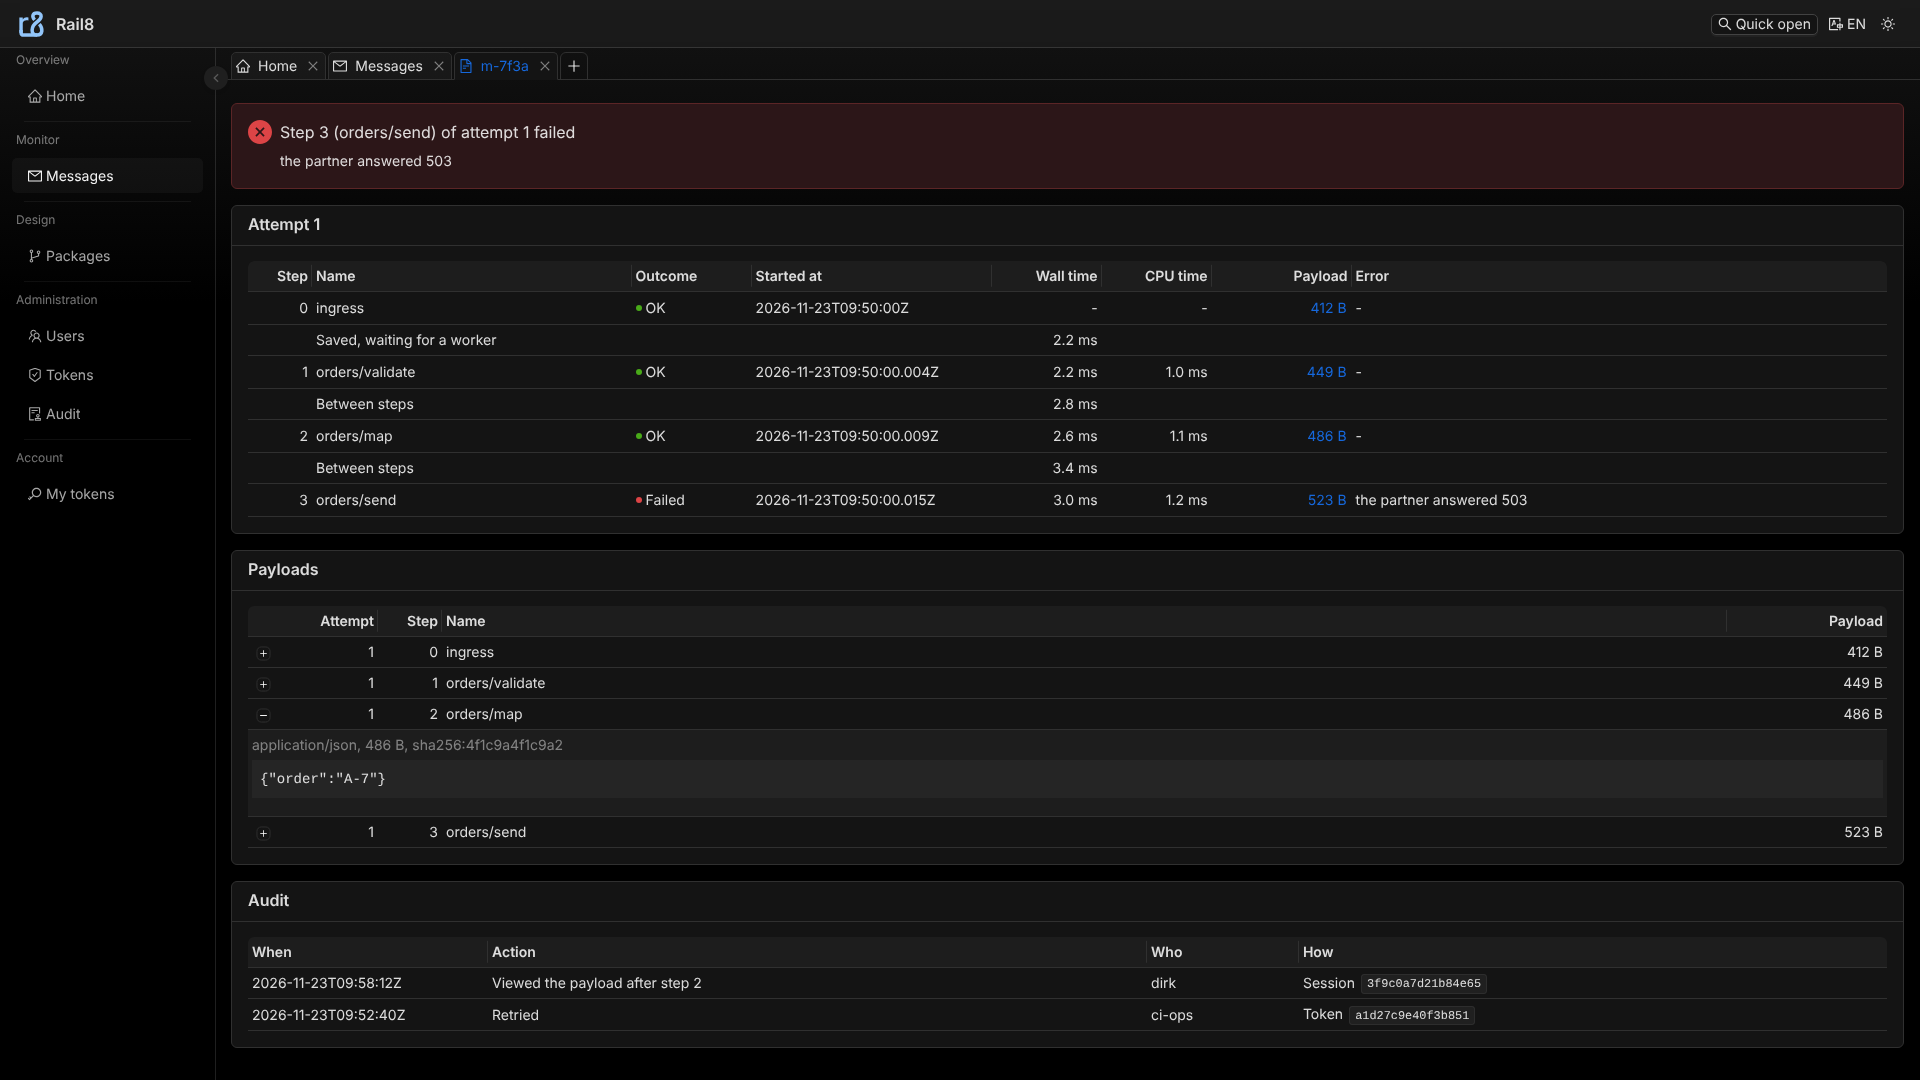 r8 Rail8
Quick open
EN
Overview
Home
Monitor
Messages
Design
Packages
Administration
Users
Tokens
Audit
Account
My tokens
Home
Messages
m-7f3a
Step 3 (orders/send) of attempt 1 failed
the partner answered 503
Attempt 1
Step Name Outcome Started at Wall time CPU time Payload Error
0 ingress OK 2026-11-23T09:50:00Z - - 412 B -
Saved, waiting for a worker 2.2 ms
1 orders/validate OK 2026-11-23T09:50:00.004Z 2.2 ms 1.0 ms 449 B -
Between steps 2.8 ms
2 orders/map OK 2026-11-23T09:50:00.009Z 2.6 ms 1.1 ms 486 B -
Between steps 3.4 ms
3 orders/send Failed 2026-11-23T09:50:00.015Z 3.0 ms 1.2 ms 523 B the partner answered 503
Payloads
Attempt Step Name Payload
1 0 ingress 412 B
1 1 orders/validate 449 B
1 2 orders/map 486 B
application/json, 486 B, sha256:4f1c9a4f1c9a2
{"order":"A-7"}
1 3 orders/send 523 B
Audit
When Action Who How
2026-11-23T09:58:12Z Viewed the payload after step 2 dirk Session 3f9c0a7d21b84e65
2026-11-23T09:52:40Z Retried ci-ops Token a1d27c9e40f3b851